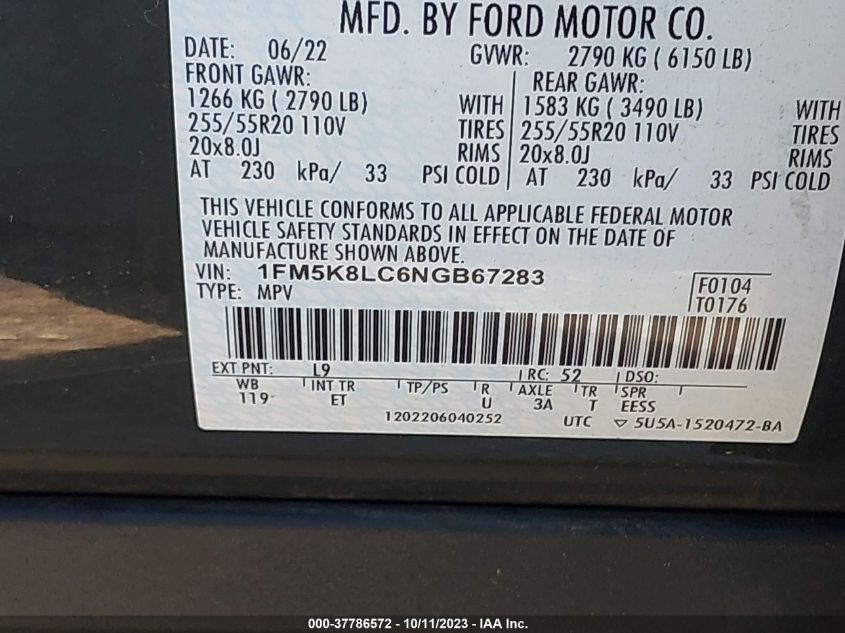 MFD. BY FORD MOTOR CO.
DATE: 06/22 GVWR: 2790 KG ( 6150 LB)
FRONT GAWR: REAR GAWR:
1266 KG ( 2790 LB) WITH 1583 KG ( 3490 LB) WITH
255/55R20 110V TIRES 255/55R20 110V TIRES
20x8.0J RIMS 20x8.0J RIMS
AT 230 kPa/ 33 PSI COLD AT 230 kPa/ 33 PSI COLD
THIS VEHICLE CONFORMS TO ALL APPLICABLE FEDERAL MOTOR
VEHICLE SAFETY STANDARDS IN EFFECT ON THE DATE OF
MANUFACTURE SHOWN ABOVE.
VIN: 1FM5K8LC6NGB67283 F0104
TYPE: MPV T0176
EXT PNT: L9 RC: 52 DSO:
WB INT TR TP/PS R AXLE TR SPR
119 ET U 3A T EESS
1202206040252 UTC ▽ 5U5A-1520472-BA
000-37786572 - 10/11/2023 - www.iaai.com - Copyright IAA, Inc.